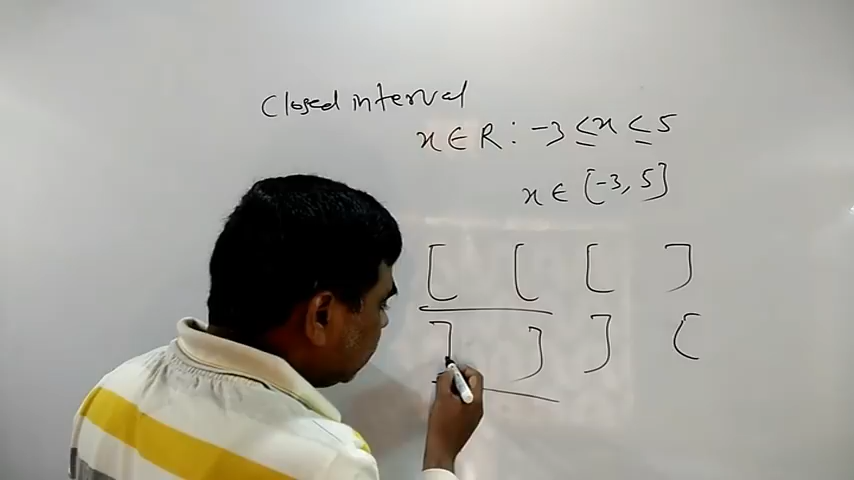 Closed interval
x ∈ R : -3 ≤ x ≤ 5
x ∈ [-3, 5]
[ [ [ ]
] ] ] (